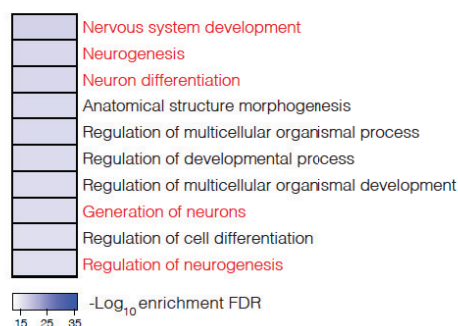 Nervous system development
Neurogenesis
Neuron differentiation
Anatomical structure morphogenesis
Regulation of multicellular organismal process
Regulation of developmental process
Regulation of multicellular organismal development
Generation of neurons
Regulation of cell differentiation
Regulation of neurogenesis
-Log10 enrichment FDR
15 25 35